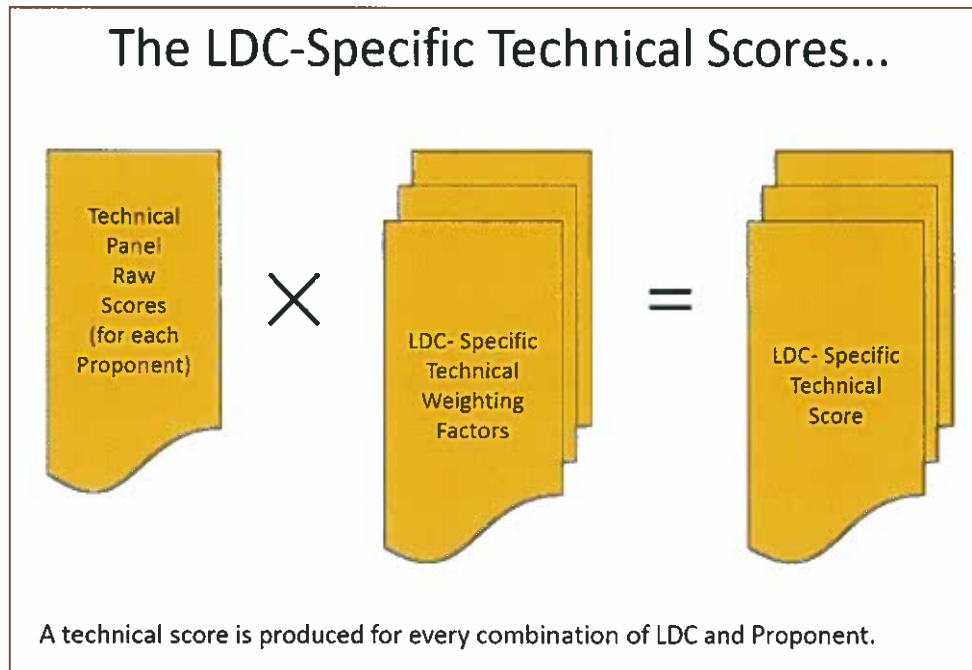 The LDC-Specific Technical Scores...
Technical
Panel
Raw
Scores
(for each
Proponent)
×
LDC- Specific
Technical
Weighting
Factors
=
LDC- Specific
Technical
Score
A technical score is produced for every combination of LDC and Proponent.